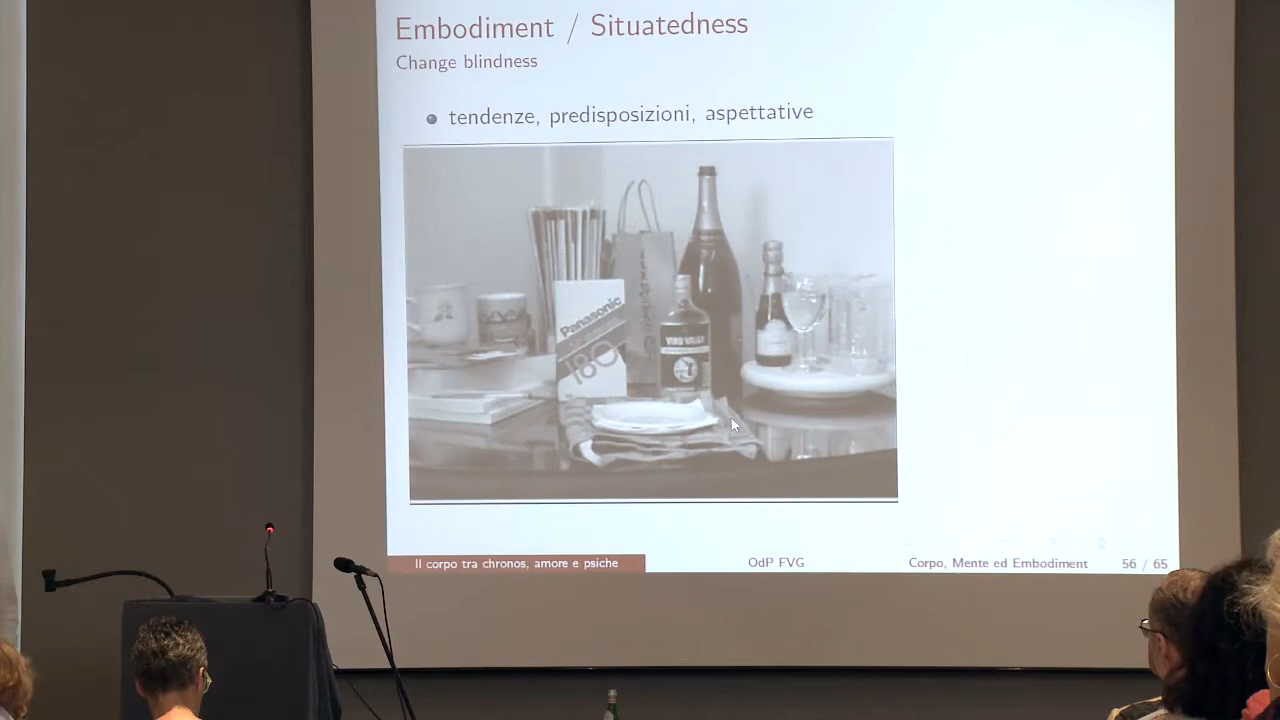 Embodiment / Situatedness
Change blindness
tendenze, predisposizioni, aspettative
Panasonic
180
Il corpo tra chronos, amore e psiche
OdP FVG
Corpo, Mente ed Embodiment
56 / 65